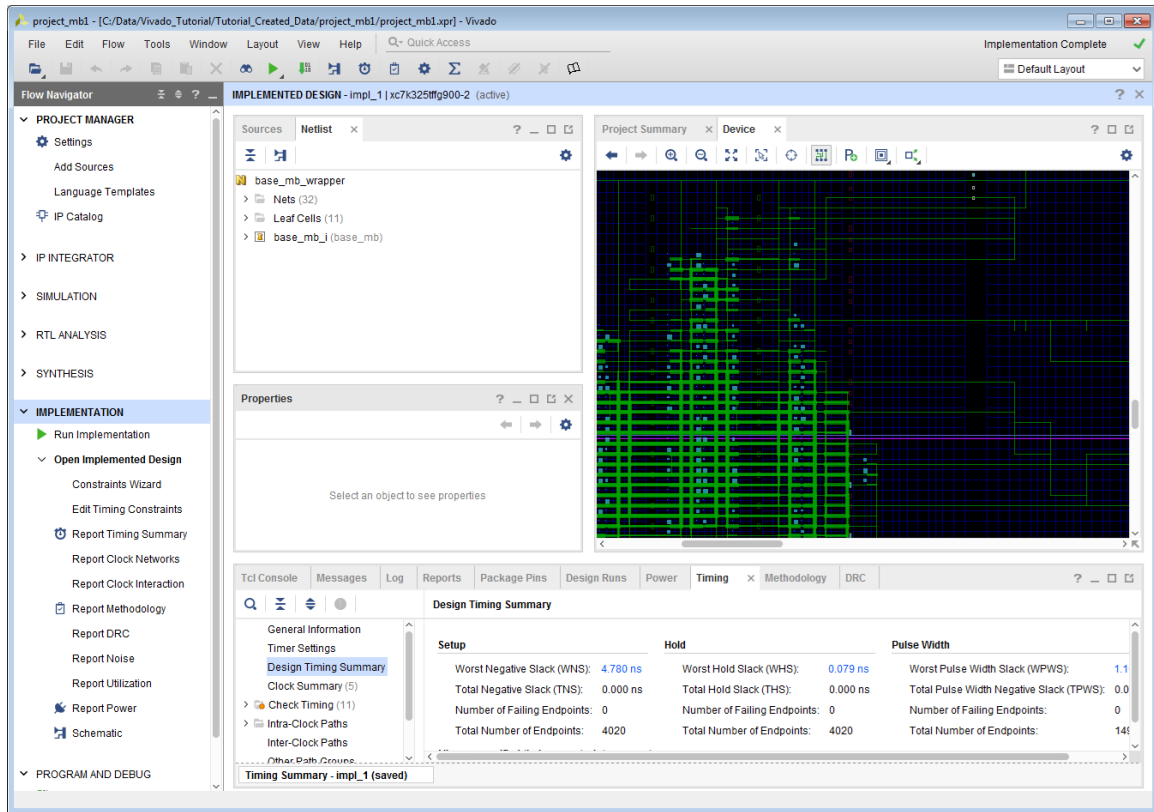 project_mb1 - [C:/Data/Vivado_Tutorial/Tutorial_Created_Data/project_mb1/project_mb1.xpr] - Vivado
File Edit Flow Tools Window Layout View Help Quick Access Implementation Complete
Default Layout
Flow Navigator
IMPLEMENTED DESIGN - impl_1 | xc7k325tffg900-2 (active)
PROJECT MANAGER
Settings
Add Sources
Language Templates
IP Catalog
IP INTEGRATOR
SIMULATION
RTL ANALYSIS
SYNTHESIS
IMPLEMENTATION
Run Implementation
Open Implemented Design
Constraints Wizard
Edit Timing Constraints
Report Timing Summary
Report Clock Networks
Report Clock Interaction
Report Methodology
Report DRC
Report Noise
Report Utilization
Report Power
Schematic
PROGRAM AND DEBUG
Sources Netlist
base_mb_wrapper
Nets (32)
Leaf Cells (11)
base_mb_i (base_mb)
Properties
Select an object to see properties
Project Summary Device
Tcl Console Messages Log Reports Package Pins Design Runs Power Timing Methodology DRC
General Information
Timer Settings
Design Timing Summary
Clock Summary (5)
Check Timing (11)
Intra-Clock Paths
Inter-Clock Paths
Other Path Groups
Design Timing Summary
Setup Hold Pulse Width
Worst Negative Slack (WNS): 4.780 ns Worst Hold Slack (WHS): 0.079 ns Worst Pulse Width Slack (WPWS): 1.1
Total Negative Slack (TNS): 0.000 ns Total Hold Slack (THS): 0.000 ns Total Pulse Width Negative Slack (TPWS): 0.0
Number of Failing Endpoints: 0 Number of Failing Endpoints: 0 Number of Failing Endpoints: 0
Total Number of Endpoints: 4020 Total Number of Endpoints: 4020 Total Number of Endpoints: 149
Timing Summary - impl_1 (saved)